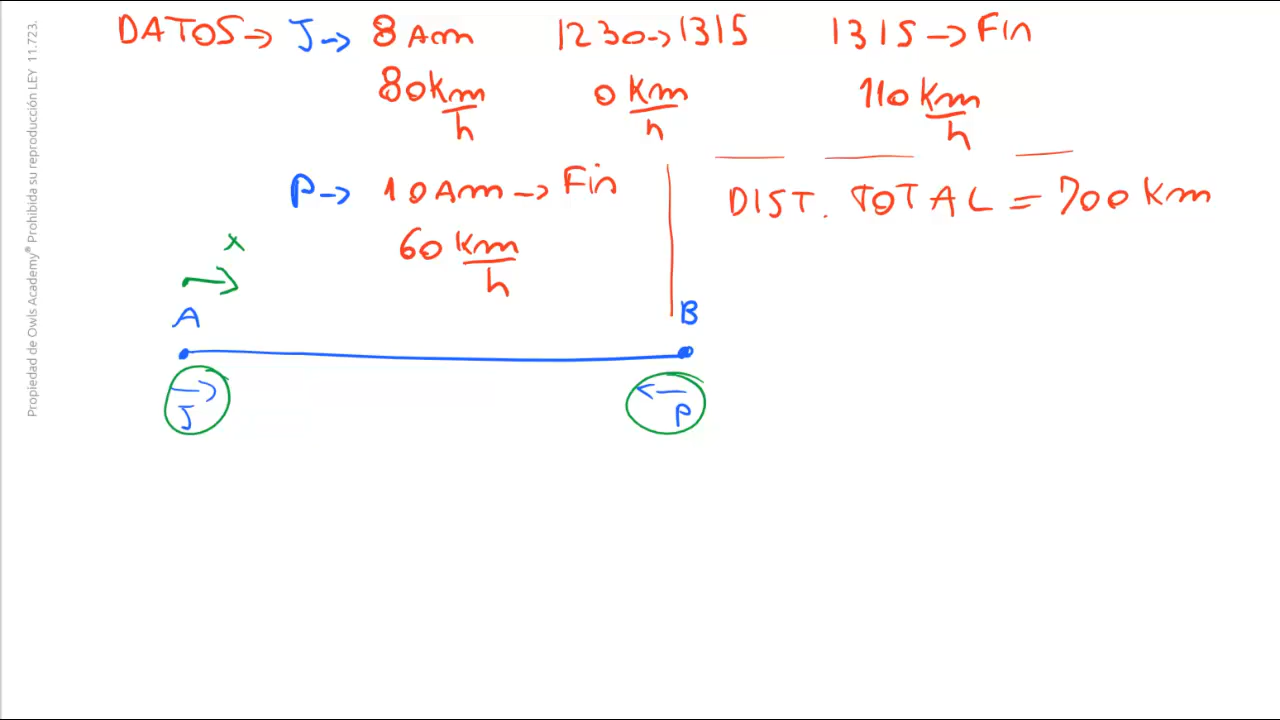 DATOS → J → 8 Am 1230 → 1315 1315 → Fin
80 km/h 0 km/h 110 km/h
P → 10 Am → Fin DIST. TOTAL = 700 km
60 km/h
x
A B
J P
Propiedad de Owls Academy® Prohibida su reproducción LEY 11.723.